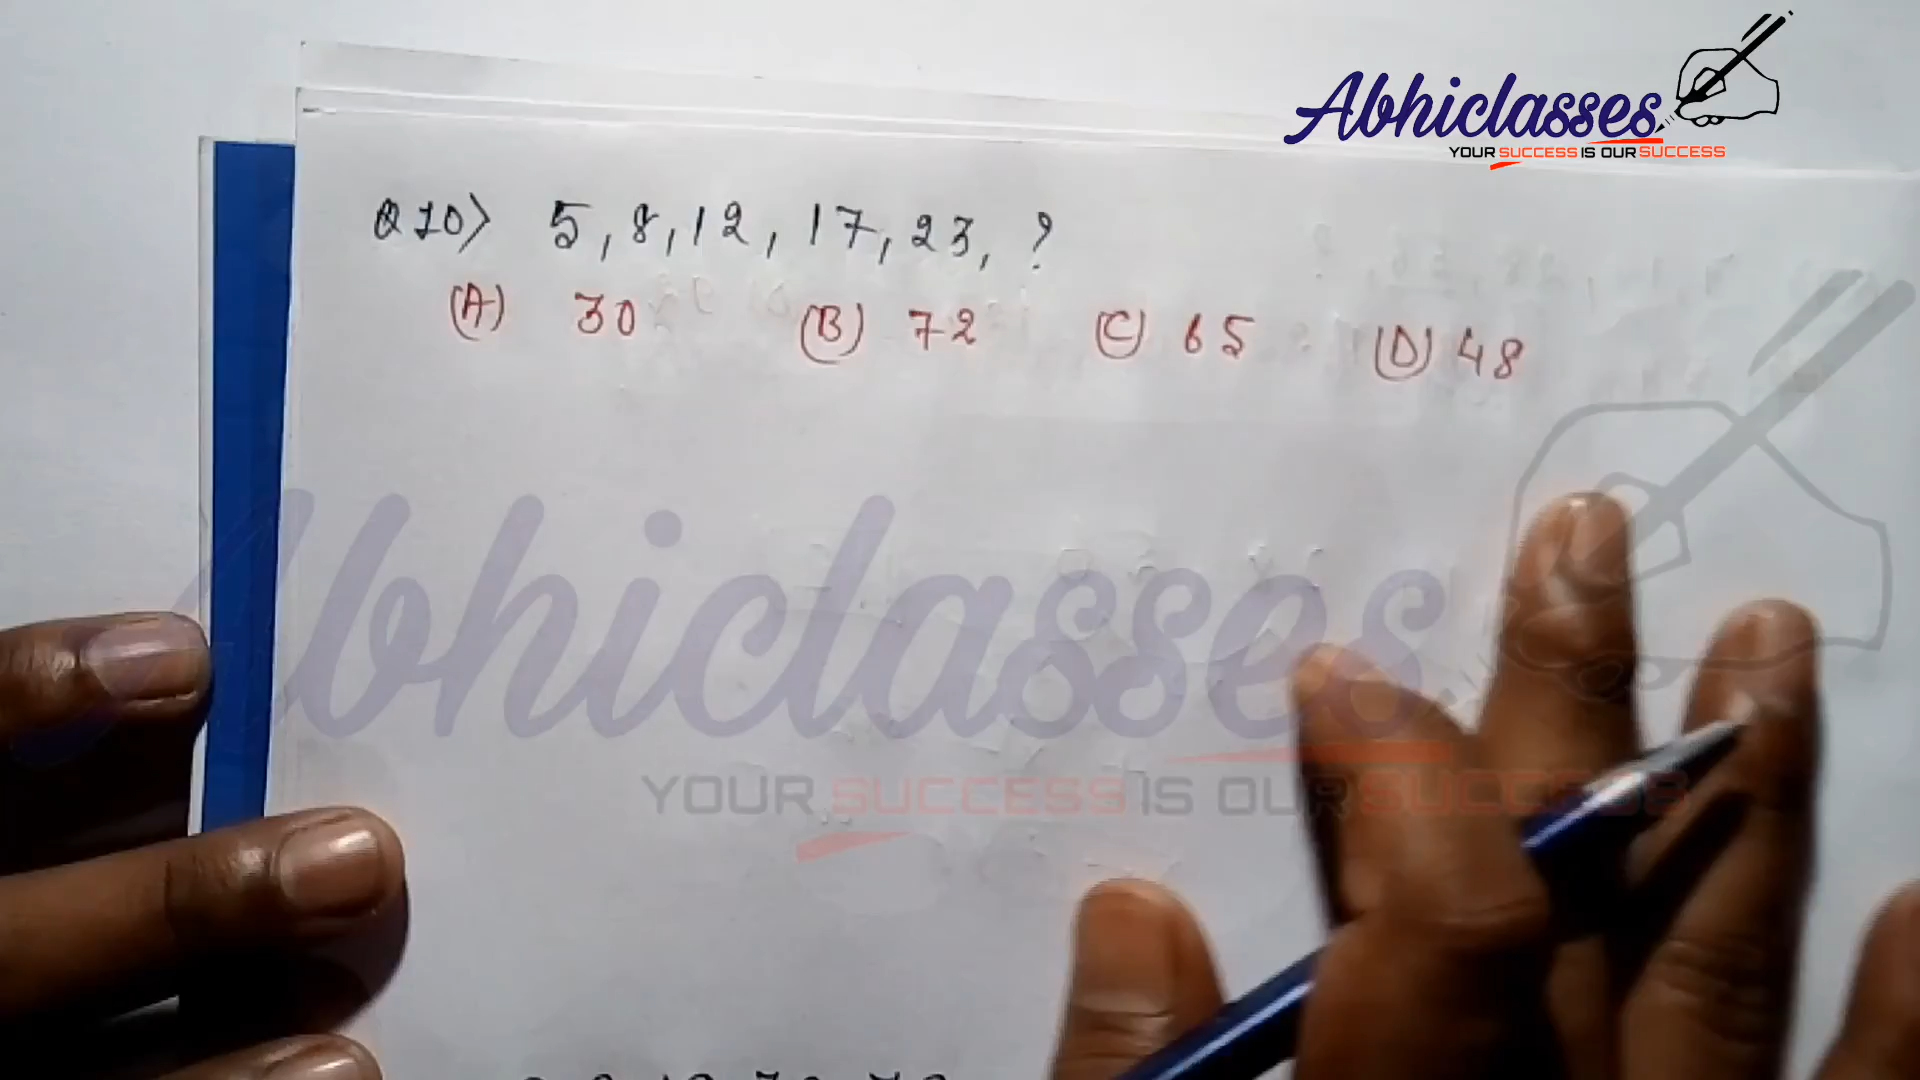 Abhiclasses
YOUR SUCCESS IS OUR SUCCESS
Q10> 5, 8, 12, 17, 23, ?
(A) 30 (B) 72 (C) 65 (D) 48
Abhiclasses
YOUR SUCCESS IS OUR SUCCESS